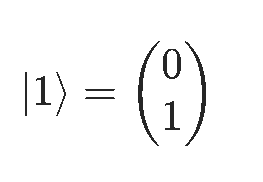 |1⟩ = (0
1)